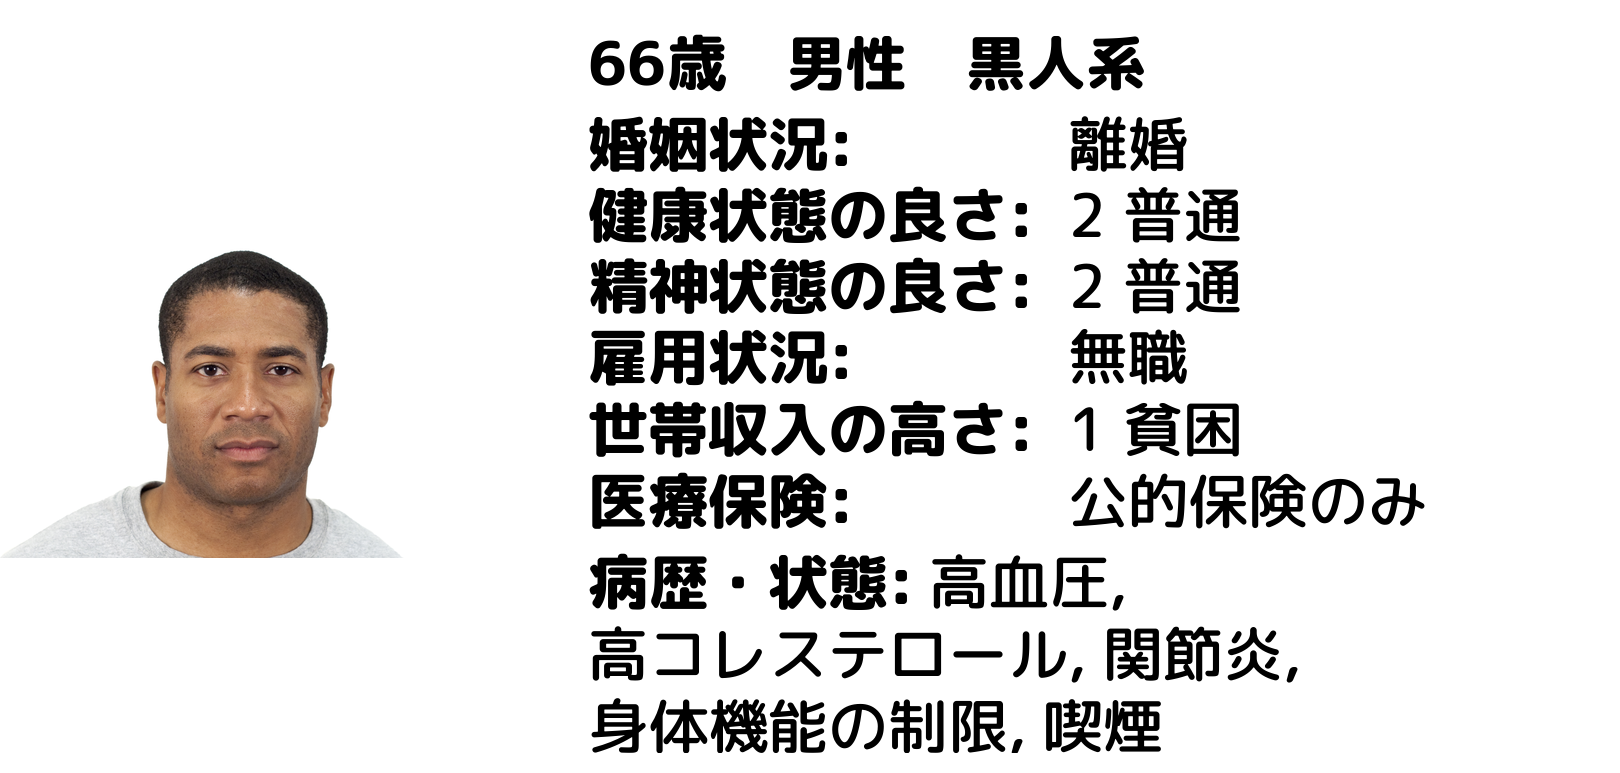 66歳　男性　黒人系
婚姻状況: 離婚
健康状態の良さ: 2 普通
精神状態の良さ: 2 普通
雇用状況: 無職
世帯収入の高さ: 1 貧困
医療保険: 公的保険のみ
病歴・状態: 高血圧,
高コレステロール, 関節炎,
身体機能の制限, 喫煙